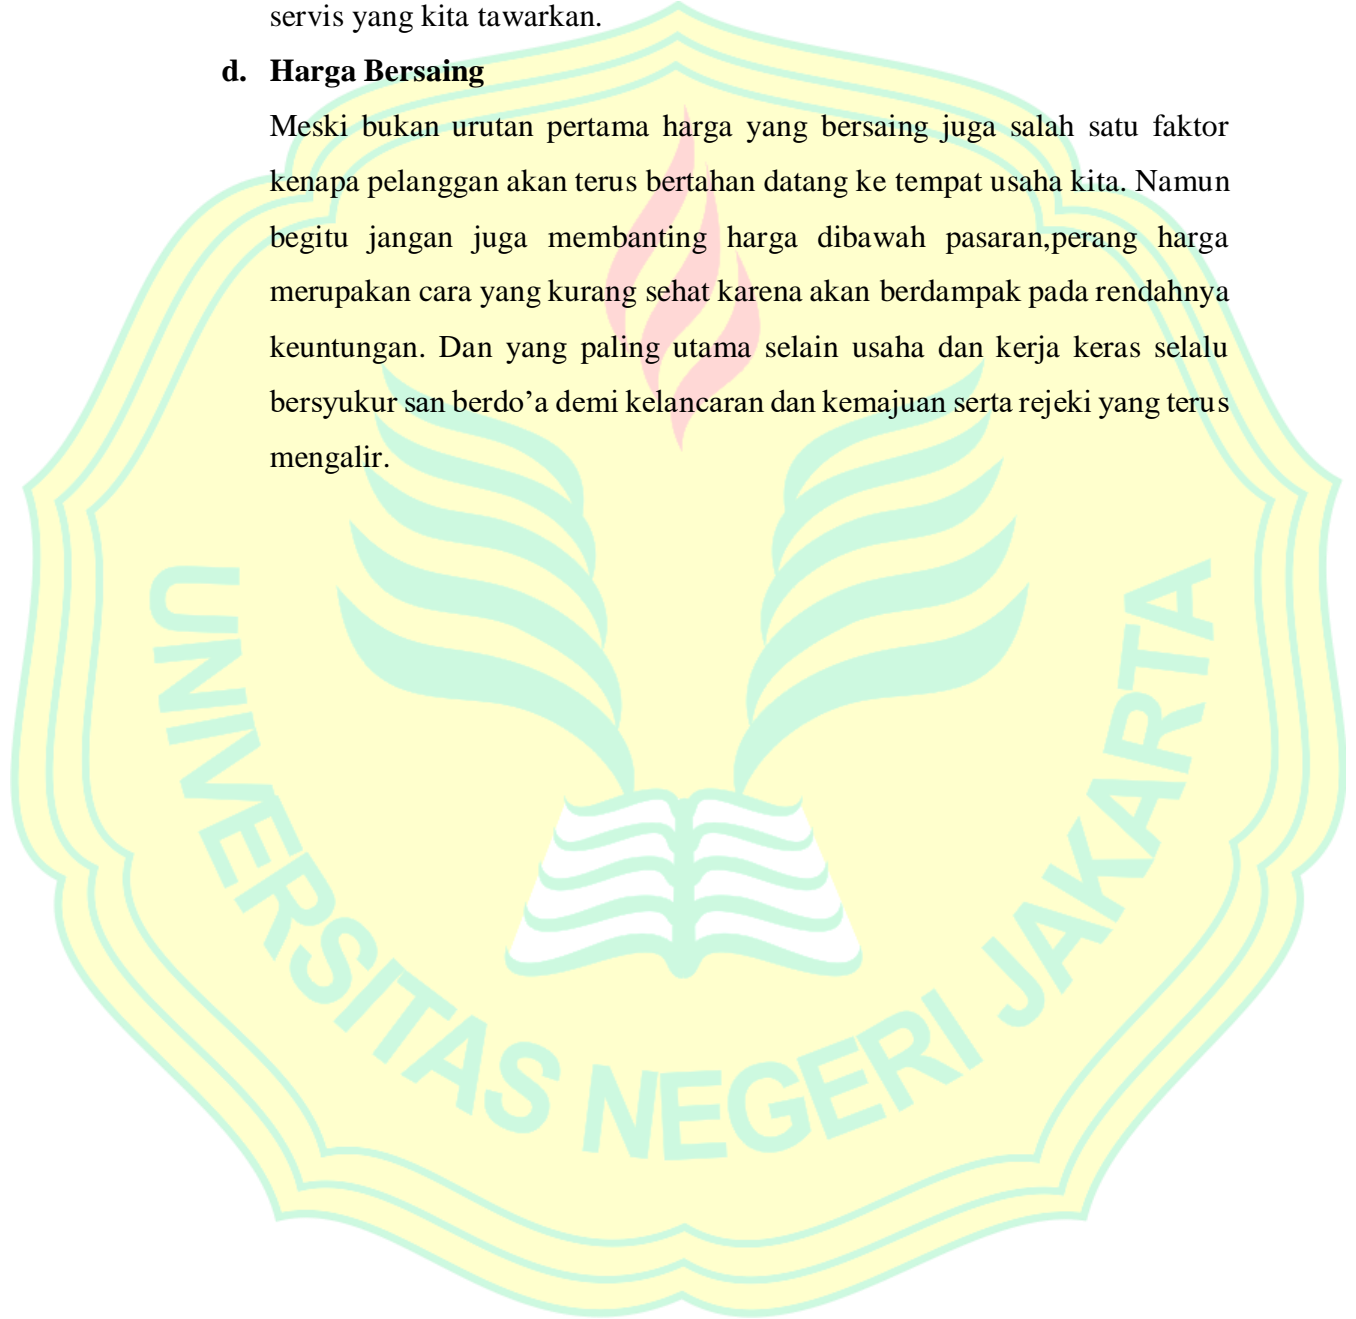 servis yang kita tawarkan.
d. Harga Bersaing
Meski bukan urutan pertama harga yang bersaing juga salah satu faktor
kenapa pelanggan akan terus bertahan datang ke tempat usaha kita. Namun
begitu jangan juga membanting harga dibawah pasaran,perang harga
merupakan cara yang kurang sehat karena akan berdampak pada rendahnya
keuntungan. Dan yang paling utama selain usaha dan kerja keras selalu
bersyukur san berdo’a demi kelancaran dan kemajuan serta rejeki yang terus
mengalir.
UNIVERSITAS NEGERI JAKARTA